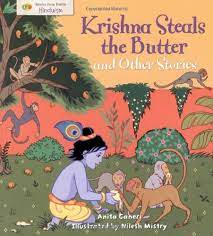 Stories from Faiths
Hinduism
Krishna Steals
the Butter
and Other Stories
Anita Ganeri
Illustrated by Nilesh Mistry